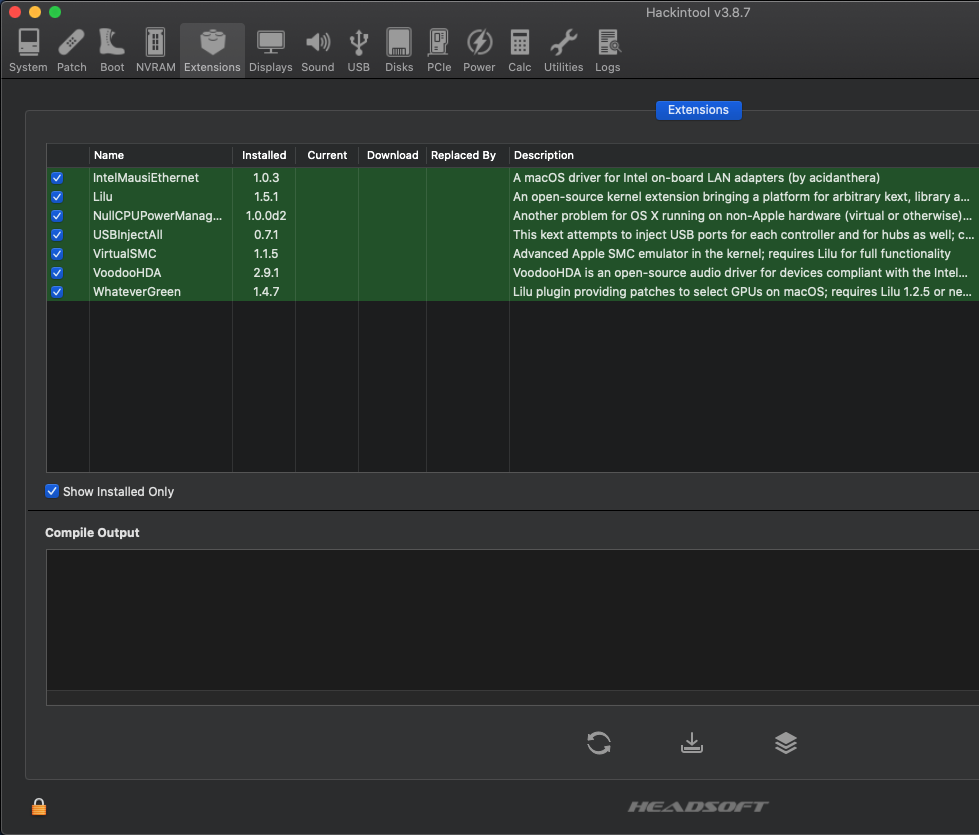 Hackintool v3.8.7
System Patch Boot NVRAM Extensions Displays Sound USB Disks PCIe Power Calc Utilities Logs
Extensions
Name Installed Current Download Replaced By Description
IntelMausiEthernet 1.0.3 A macOS driver for Intel on-board LAN adapters (by acidanthera)
Lilu 1.5.1 An open-source kernel extension bringing a platform for arbitrary kext, library a...
NullCPUPowerManag... 1.0.0d2 Another problem for OS X running on non-Apple hardware (virtual or otherwise)...
USBInjectAll 0.7.1 This kext attempts to inject USB ports for each controller and for hubs as well; c...
VirtualSMC 1.1.5 Advanced Apple SMC emulator in the kernel; requires Lilu for full functionality
VoodooHDA 2.9.1 VoodooHDA is an open-source audio driver for devices compliant with the Intel...
WhateverGreen 1.4.7 Lilu plugin providing patches to select GPUs on macOS; requires Lilu 1.2.5 or ne...
Show Installed Only
Compile Output
HEADSOFT